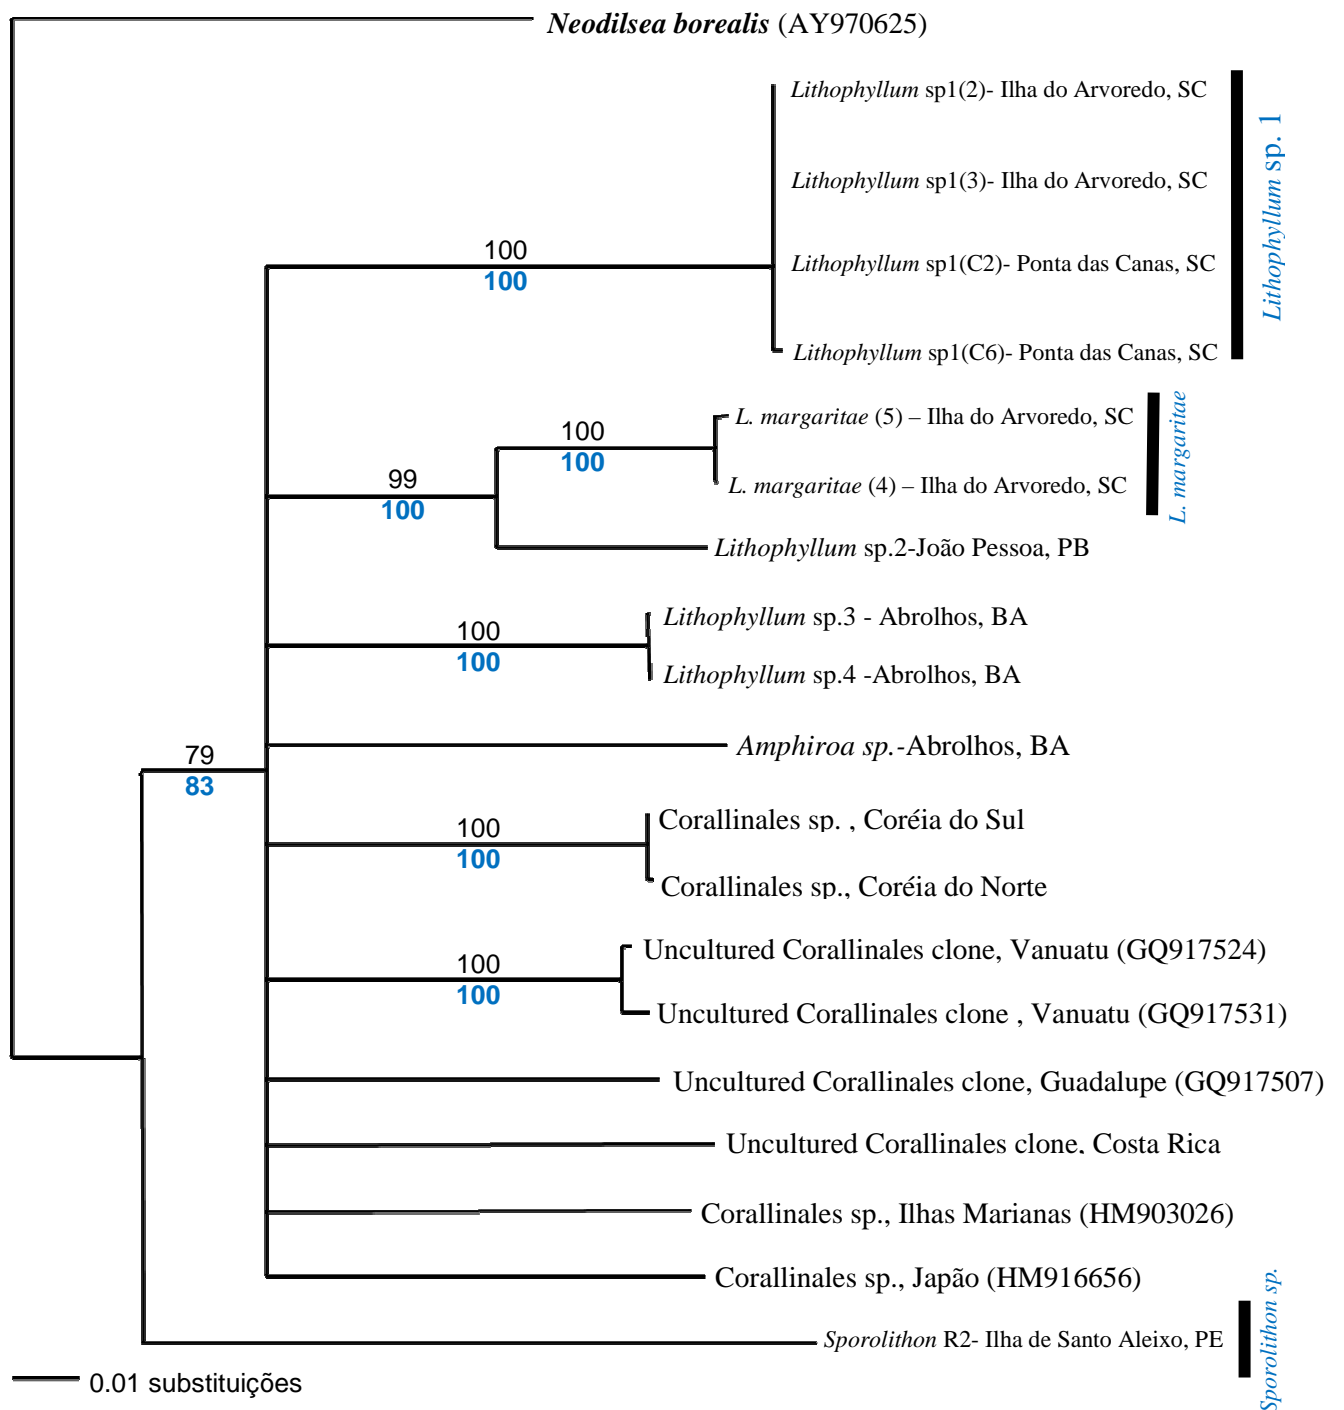 Neodilsea borealis (AY970625)
Lithophyllum sp1(2)- Ilha do Arvoredo, SC
Lithophyllum sp1(3)- Ilha do Arvoredo, SC
Lithophyllum sp. 1
100
100
Lithophyllum sp1(C2)- Ponta das Canas, SC
Lithophyllum sp1(C6)- Ponta das Canas, SC
L. margaritae (5) – Ilha do Arvoredo, SC
100
100
L. margaritae
99
100
L. margaritae (4) – Ilha do Arvoredo, SC
Lithophyllum sp.2-João Pessoa, PB
Lithophyllum sp.3 - Abrolhos, BA
100
100
Lithophyllum sp.4 -Abrolhos, BA
Amphiroa sp.-Abrolhos, BA
79
83
Corallinales sp. , Coréia do Sul
100
100
Corallinales sp., Coréia do Norte
Uncultured Corallinales clone, Vanuatu (GQ917524)
100
100
Uncultured Corallinales clone , Vanuatu (GQ917531)
Uncultured Corallinales clone, Guadalupe (GQ917507)
Uncultured Corallinales clone, Costa Rica
Corallinales sp., Ilhas Marianas (HM903026)
Corallinales sp., Japão (HM916656)
Sporolithon R2- Ilha de Santo Aleixo, PE
Sporolithon sp.
0.01 substituições